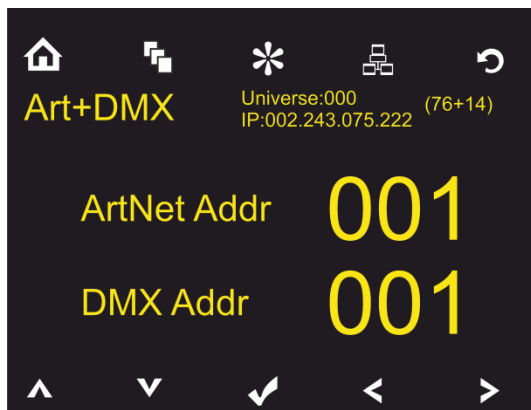 Art+DMX
Universe:000
IP:002.243.075.222
(76+14)
ArtNet Addr 001
DMX Addr 001